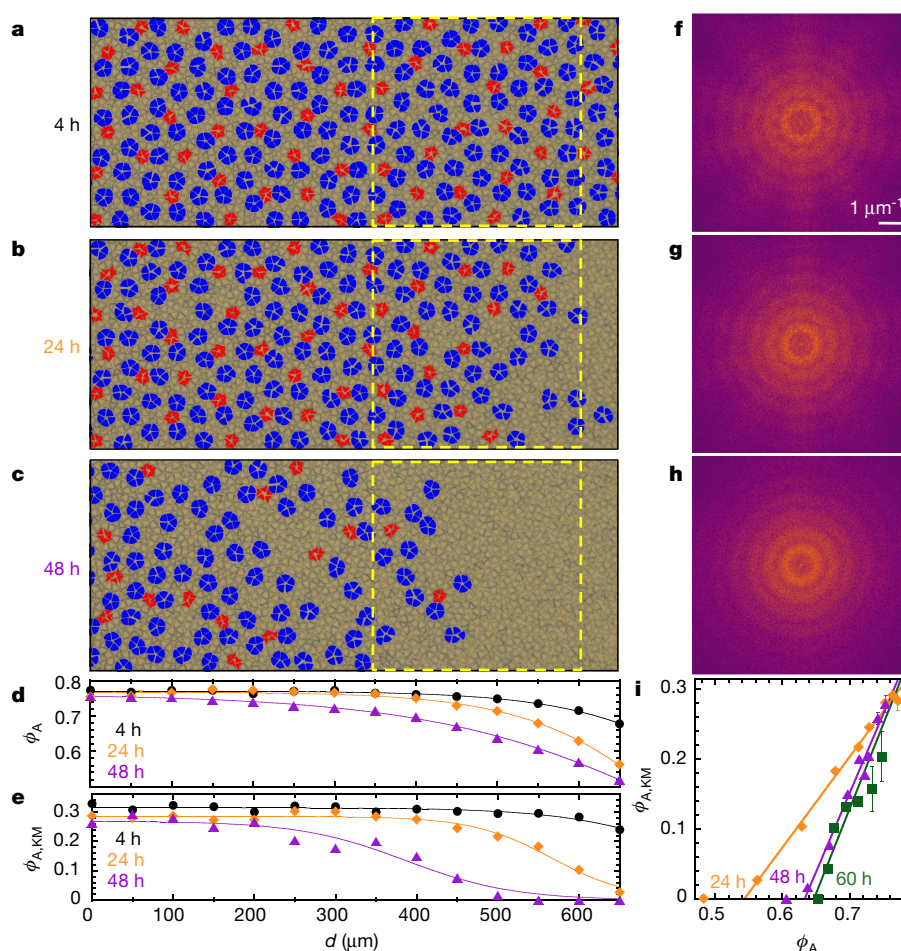 a
4 h
b
24 h
c
48 h
d
0.8
0.7
0.6
ϕA
4 h
24 h
48 h
e
0.3
0.2
0.1
0
ϕA,KM
4 h
24 h
48 h
0 100 200 300 400 500 600
d (μm)
f
1 μm⁻¹
g
h
i
0.3
0.2
0.1
0
ϕA,KM
24 h
48 h
60 h
0.5 0.6 0.7
ϕA